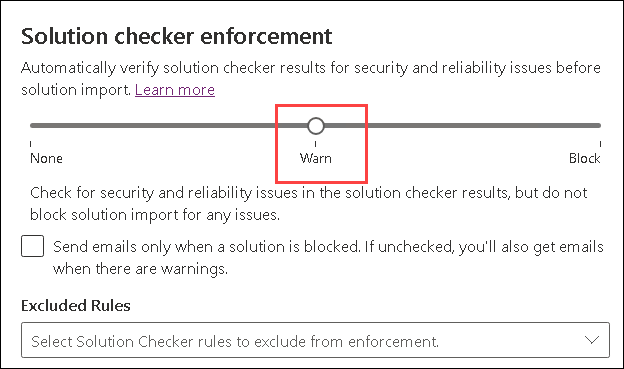 Solution checker enforcement
Automatically verify solution checker results for security and reliability issues before
solution import. Learn more
None
Warn
Block
Check for security and reliability issues in the solution checker results, but do not
block solution import for any issues.
Send emails only when a solution is blocked. If unchecked, you'll also get emails
when there are warnings.
Excluded Rules
Select Solution Checker rules to exclude from enforcement.